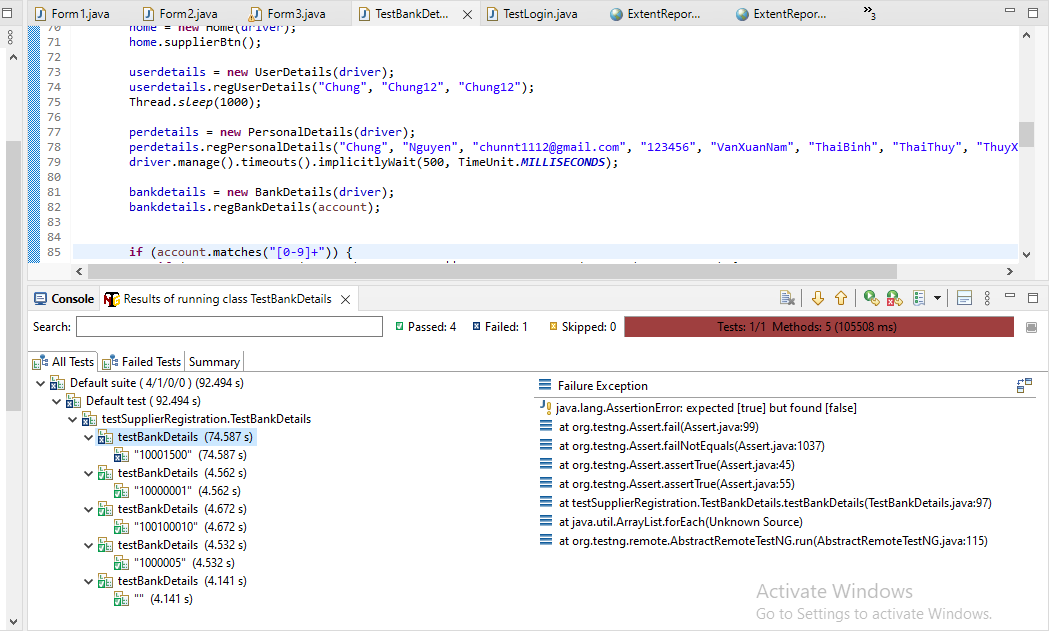 Form1.java Form2.java Form3.java TestBankDet... TestLogin.java ExtentRepor... ExtentRepor... »3
70 home = new Home(driver);
71 home.supplierBtn();
72
73 userdetails = new UserDetails(driver);
74 userdetails.regUserDetails("Chung", "Chung12", "Chung12");
75 Thread.sleep(1000);
76
77 perdetails = new PersonalDetails(driver);
78 perdetails.regPersonalDetails("Chung", "Nguyen", "chunnt1112@gmail.com", "123456", "VanXuanNam", "ThaiBinh", "ThaiThuy", "ThuyX
79 driver.manage().timeouts().implicitlyWait(500, TimeUnit.MILLISECONDS);
80
81 bankdetails = new BankDetails(driver);
82 bankdetails.regBankDetails(account);
83
84
85 if (account.matches("[0-9]+")) {
Console Results of running class TestBankDetails
Search: Passed: 4 Failed: 1 Skipped: 0 Tests: 1/1 Methods: 5 (105508 ms)
All Tests Failed Tests Summary
Default suite ( 4/1/0/0 ) (92.494 s)
Default test ( 92.494 s)
testSupplierRegistration.TestBankDetails
testBankDetails (74.587 s)
"10001500" (74.587 s)
testBankDetails (4.562 s)
"10000001" (4.562 s)
testBankDetails (4.672 s)
"100100010" (4.672 s)
testBankDetails (4.532 s)
"1000005" (4.532 s)
testBankDetails (4.141 s)
"" (4.141 s)
Failure Exception
java.lang.AssertionError: expected [true] but found [false]
at org.testng.Assert.fail(Assert.java:99)
at org.testng.Assert.failNotEquals(Assert.java:1037)
at org.testng.Assert.assertTrue(Assert.java:45)
at org.testng.Assert.assertTrue(Assert.java:55)
at testSupplierRegistration.TestBankDetails.testBankDetails(TestBankDetails.java:97)
at java.util.ArrayList.forEach(Unknown Source)
at org.testng.remote.AbstractRemoteTestNG.run(AbstractRemoteTestNG.java:115)
Activate Windows
Go to Settings to activate Windows.